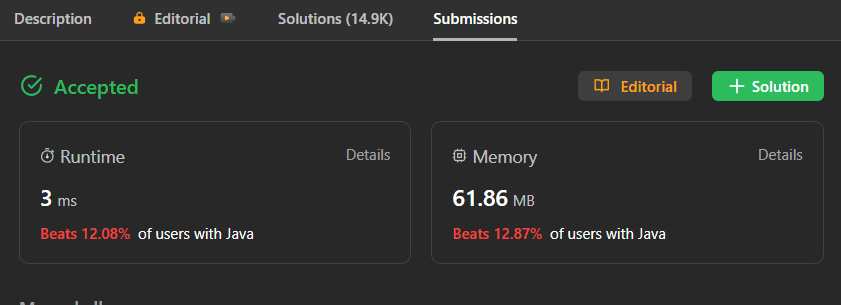 Description Editorial Solutions (14.9K) Submissions
Accepted Editorial Solution
Runtime Details Memory Details
3 ms 61.86 MB
Beats 12.08% of users with Java Beats 12.87% of users with Java